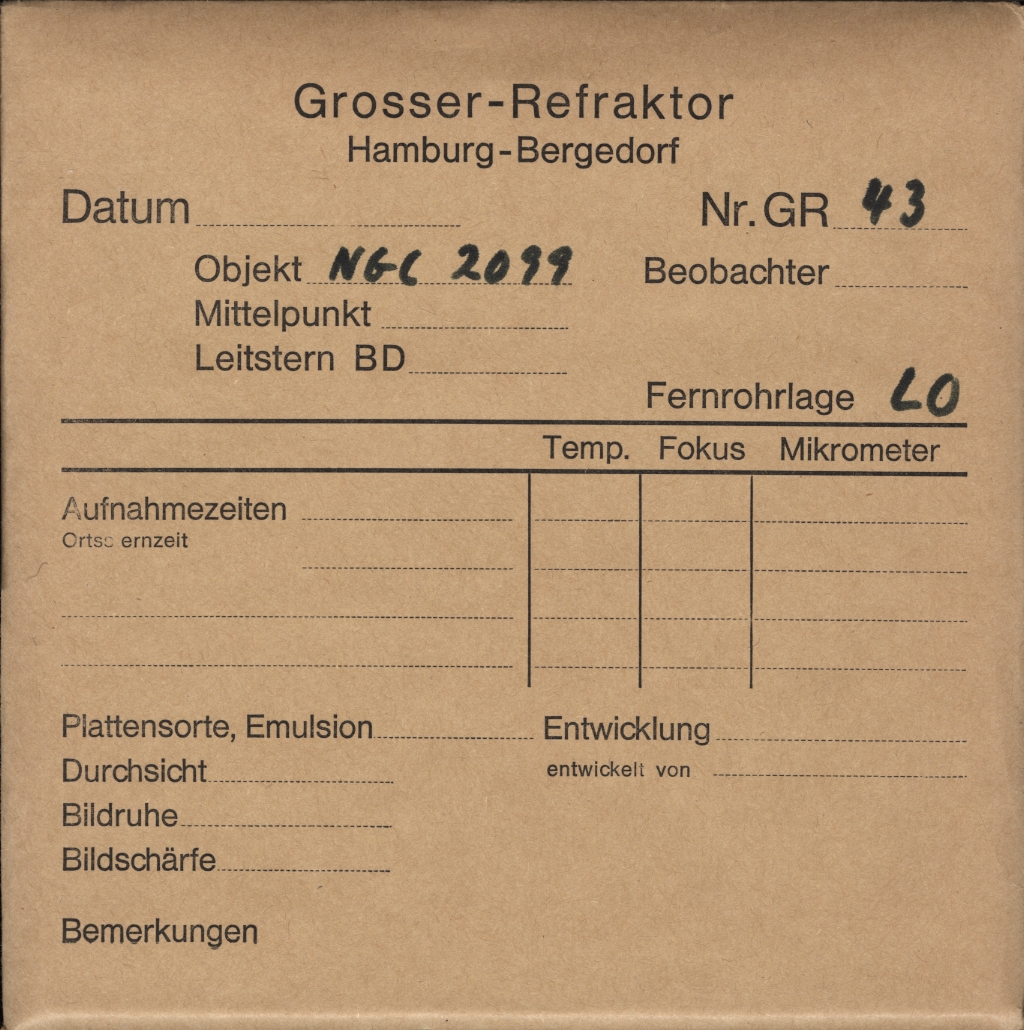 Grosser-Refraktor
Hamburg-Bergedorf
Datum Nr. GR 43
Objekt NGC 2099 Beobachter
Mittelpunkt
Leitstern BD
Fernrohrlage LO
Temp. Fokus Mikrometer
Aufnahmezeiten
Ortss ernzeit
Plattensorte, Emulsion Entwicklung
Durchsicht entwickelt von
Bildruhe
Bildschärfe
Bemerkungen